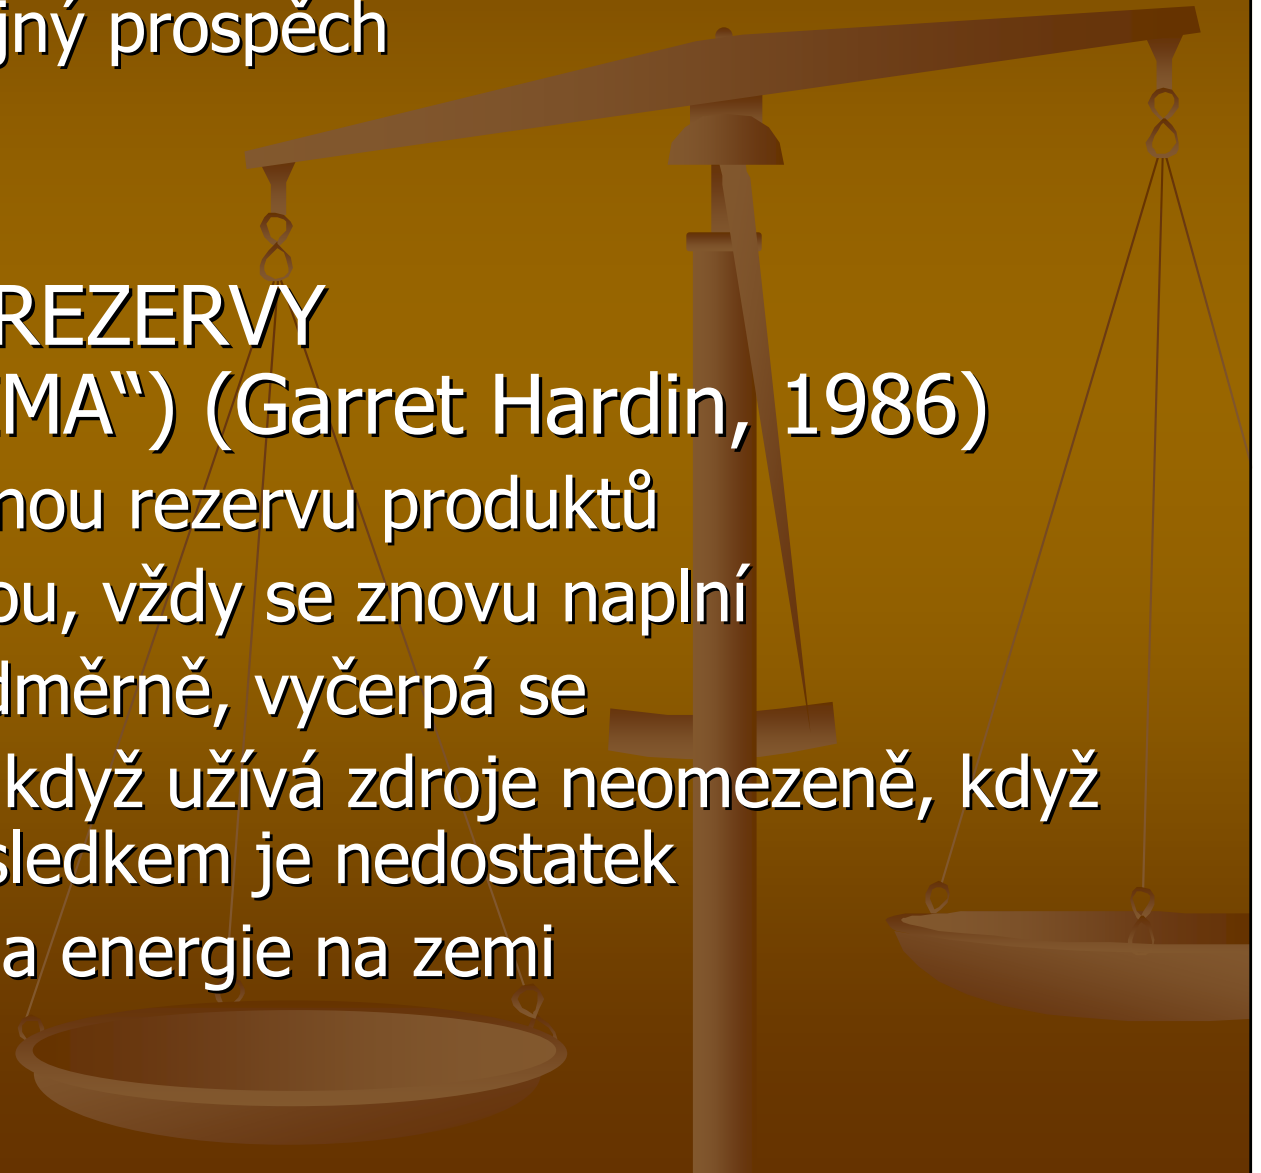 jný prospěch
REZERVY
MA“) (Garret Hardin, 1986)
nou rezervu produktů
ou, vždy se znovu naplní
dměrně, vyčerpá se
když užívá zdroje neomezeně, když
sledkem je nedostatek
a energie na zemi